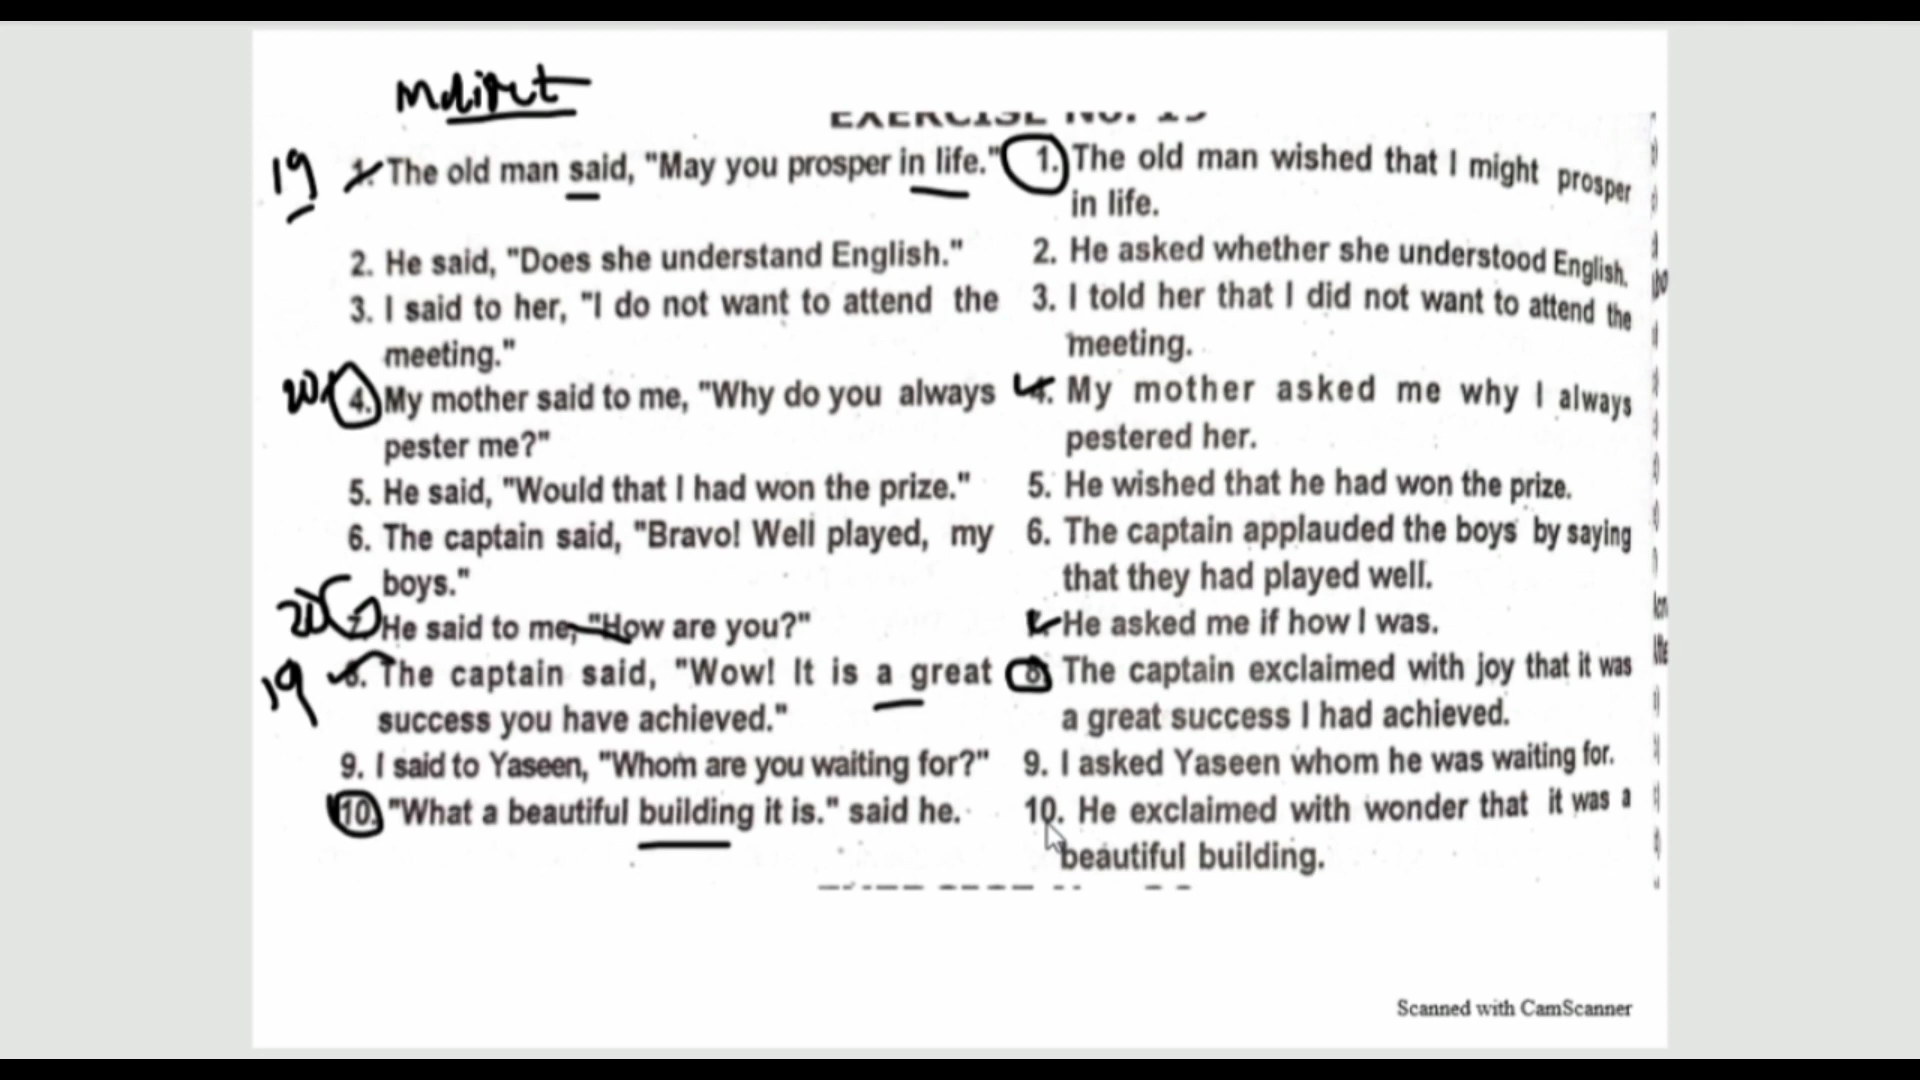 EXERCISE No. 19
19
1. The old man said, "May you prosper in life."
2. He said, "Does she understand English."
3. I said to her, "I do not want to attend the
meeting."
20
4. My mother said to me, "Why do you always
pester me?"
5. He said, "Would that I had won the prize."
6. The captain said, "Bravo! Well played, my
boys."
20
7. He said to me, "How are you?"
19
8. The captain said, "Wow! It is a great
success you have achieved."
9. I said to Yaseen, "Whom are you waiting for?"
10. "What a beautiful building it is." said he.
1. The old man wished that I might prosper
in life.
2. He asked whether she understood English.
3. I told her that I did not want to attend the
meeting.
4. My mother asked me why I always
pestered her.
5. He wished that he had won the prize.
6. The captain applauded the boys by saying
that they had played well.
7. He asked me if how I was.
8. The captain exclaimed with joy that it was
a great success I had achieved.
9. I asked Yaseen whom he was waiting for.
10. He exclaimed with wonder that it was a
beautiful building.
Scanned with CamScanner